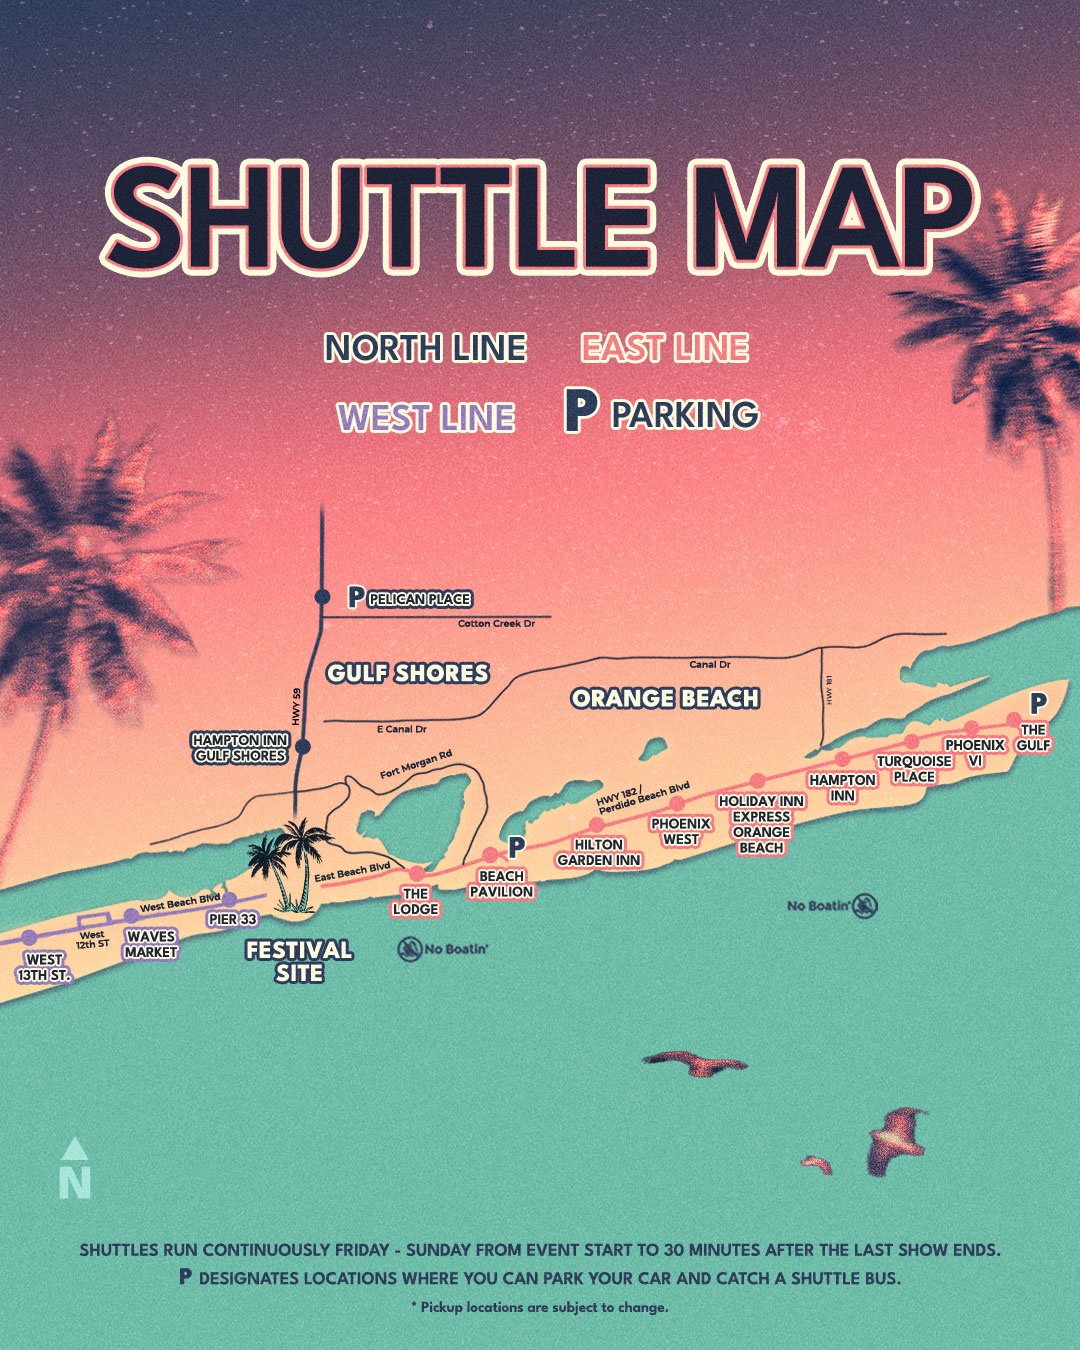 SHUTTLE MAP
NORTH LINE
EAST LINE
WEST LINE
P PARKING
P PELICAN PLACE
Cotton Creek Dr
GULF SHORES
Canal Dr
ORANGE BEACH
HWY 181
HWY 59
E Canal Dr
P
THE
GULF
HAMPTON INN
GULF SHORES
PHOENIX
VI
TURQUOISE
PLACE
Fort Morgan Rd
HAMPTON
INN
HWY 182 /
Perdido Beach Blvd
HOLIDAY INN
EXPRESS
ORANGE
BEACH
PHOENIX
WEST
HILTON
GARDEN INN
P
BEACH
PAVILION
East Beach Blvd
THE
LODGE
West Beach Blvd
PIER 33
West
12th ST
WAVES
MARKET
WEST
13TH ST.
FESTIVAL
SITE
No Boatin'
No Boatin'
N
SHUTTLES RUN CONTINUOUSLY FRIDAY - SUNDAY FROM EVENT START TO 30 MINUTES AFTER THE LAST SHOW ENDS.
P DESIGNATES LOCATIONS WHERE YOU CAN PARK YOUR CAR AND CATCH A SHUTTLE BUS.
* Pickup locations are subject to change.